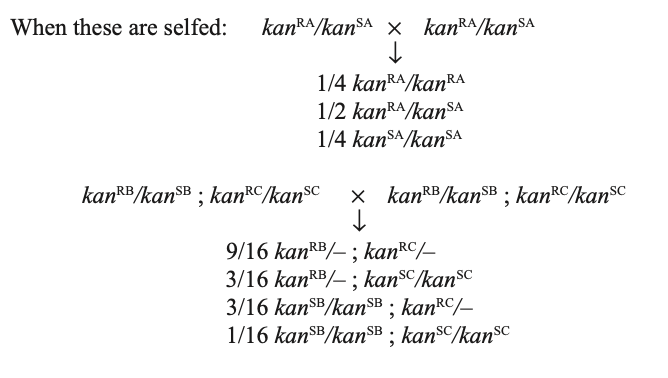 When these are selfed: kanᴿᴬ/kanˢᴬ × kanᴿᴬ/kanˢᴬ
↓
1/4 kanᴿᴬ/kanᴿᴬ
1/2 kanᴿᴬ/kanˢᴬ
1/4 kanˢᴬ/kanˢᴬ
kanᴿᴮ/kanˢᴮ ; kanᴿC/kanˢC × kanᴿᴮ/kanˢᴮ ; kanᴿC/kanˢC
↓
9/16 kanᴿᴮ/– ; kanᴿC/–
3/16 kanᴿᴮ/– ; kanˢC/kanˢC
3/16 kanˢᴮ/kanˢᴮ ; kanᴿC/–
1/16 kanˢᴮ/kanˢᴮ ; kanˢC/kanˢC